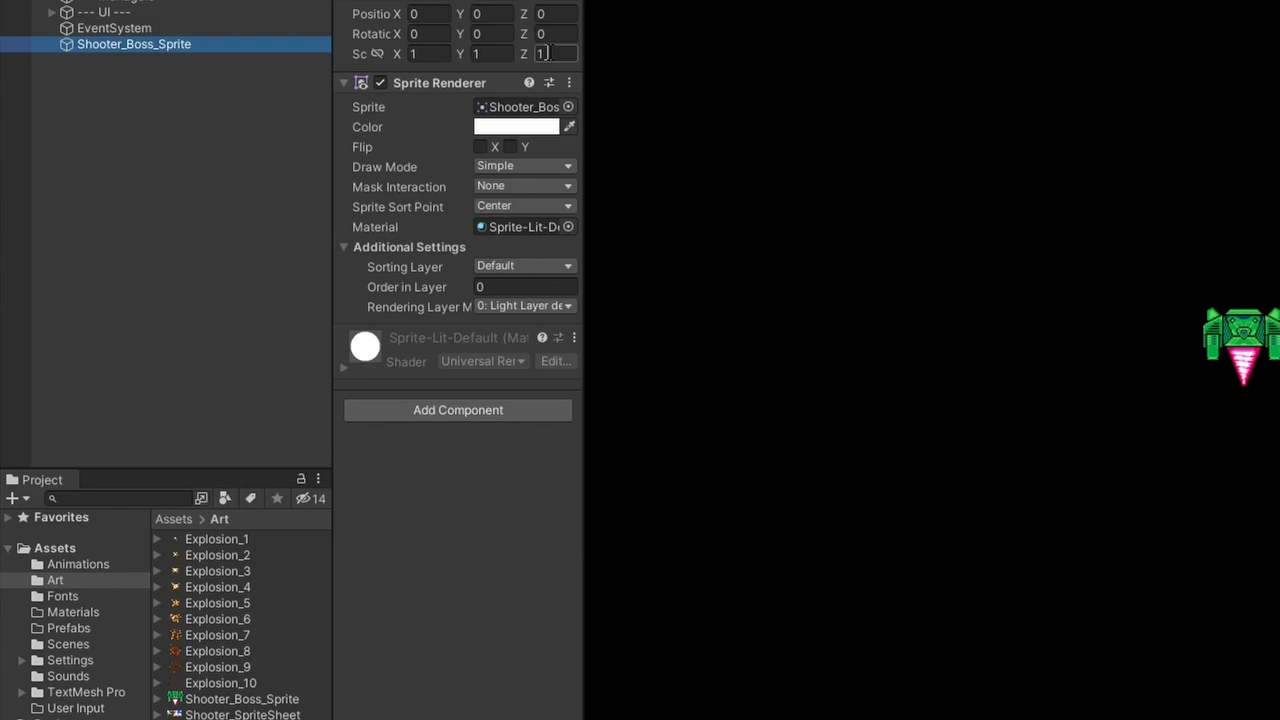 --- UI ---
EventSystem
Shooter_Boss_Sprite
Positio X 0 Y 0 Z 0
Rotatic X 0 Y 0 Z 0
Sc X 1 Y 1 Z 1
Sprite Renderer
Sprite Shooter_Bos
Color
Flip X Y
Draw Mode Simple
Mask Interaction None
Sprite Sort Point Center
Material Sprite-Lit-De
Additional Settings
Sorting Layer Default
Order in Layer 0
Rendering Layer M 0: Light Layer de
Sprite-Lit-Default (Mat
Shader Universal Rer Edit...
Add Component
Project
14
Favorites
Assets
Animations
Art
Fonts
Materials
Prefabs
Scenes
Settings
Sounds
TextMesh Pro
User Input
Assets > Art
Explosion_1
Explosion_2
Explosion_3
Explosion_4
Explosion_5
Explosion_6
Explosion_7
Explosion_8
Explosion_9
Explosion_10
Shooter_Boss_Sprite
Shooter_SpriteSheet